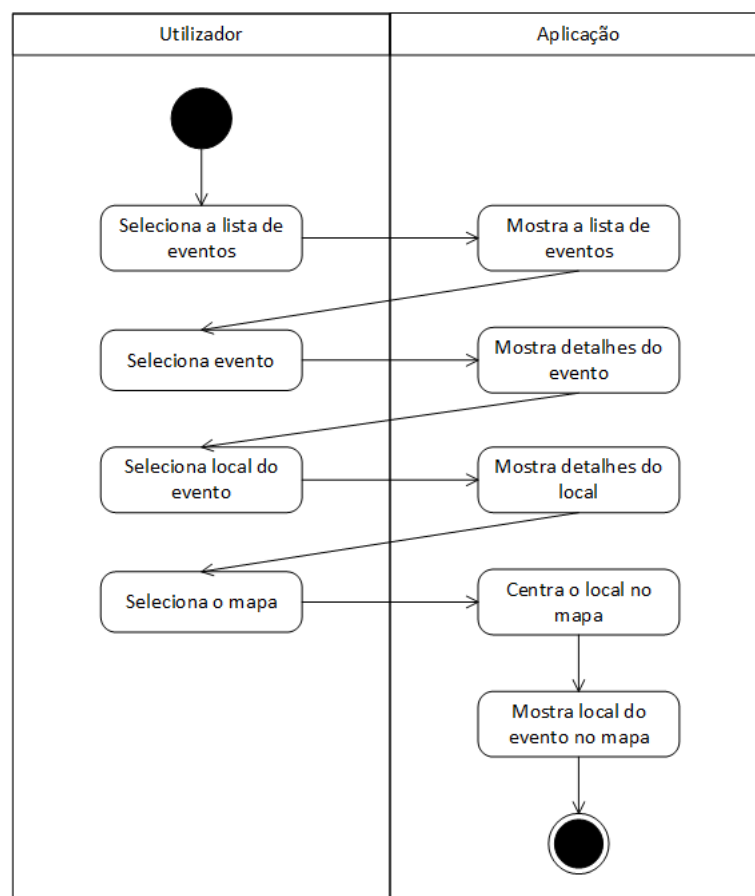 Utilizador
Aplicação
Seleciona a lista de
eventos
Mostra a lista de
eventos
Seleciona evento
Mostra detalhes do
evento
Seleciona local do
evento
Mostra detalhes do
local
Seleciona o mapa
Centra o local no
mapa
Mostra local do
evento no mapa